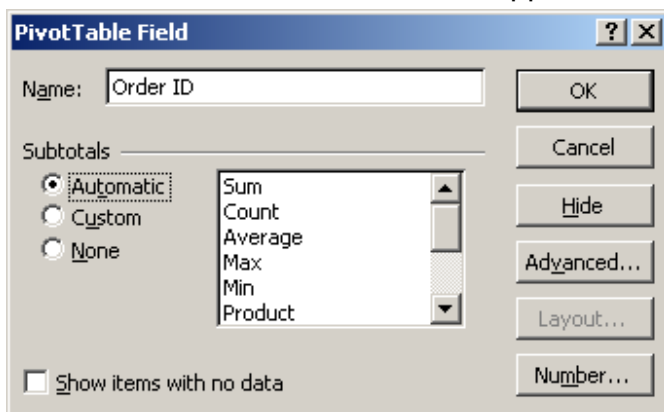 PivotTable Field
Name: Order ID
OK
Subtotals
Cancel
Automatic
Custom
None
Sum
Count
Average
Max
Min
Product
Hide
Advanced...
Layout...
Show items with no data
Number...